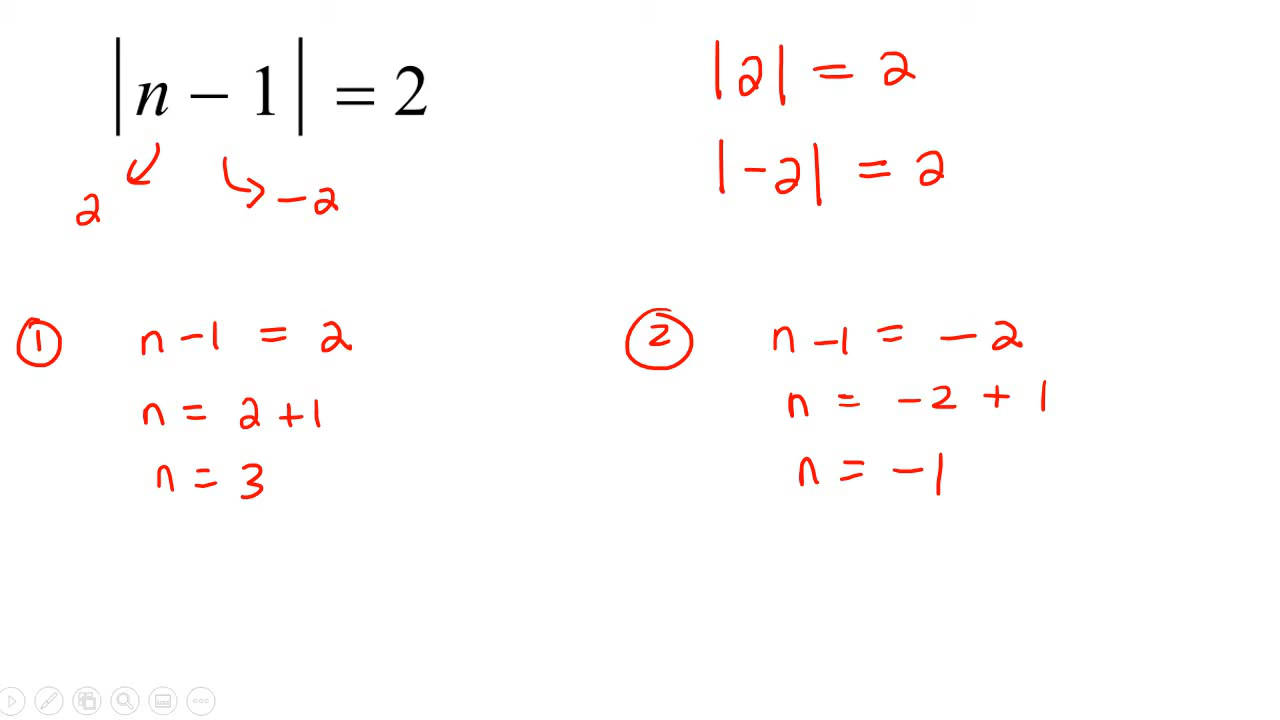 |n − 1| = 2
2
−2
|2| = 2
|−2| = 2
① n − 1 = 2
n = 2 + 1
n = 3
② n − 1 = −2
n = −2 + 1
n = −1